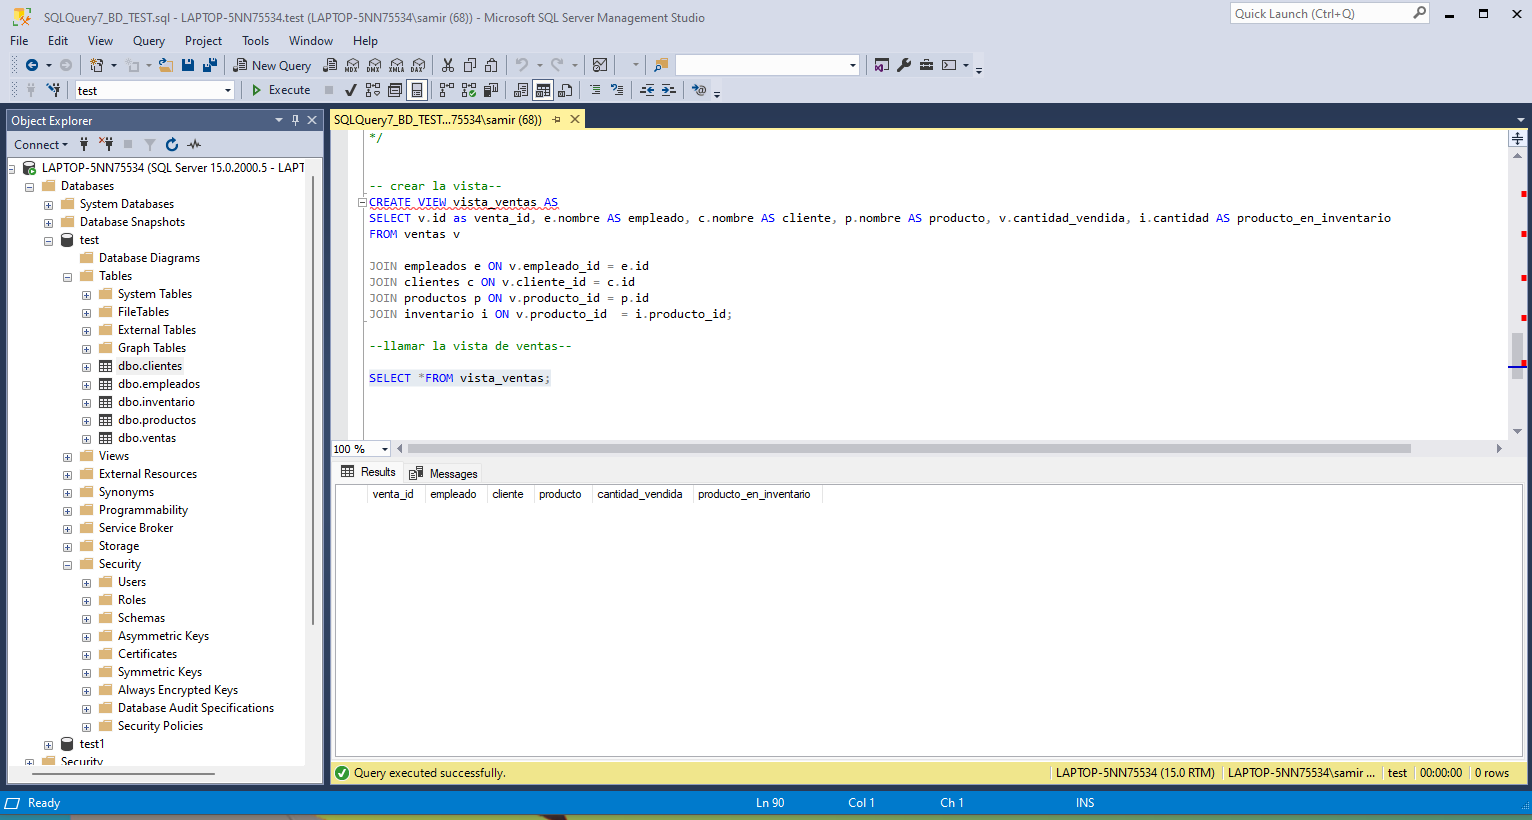 SQLQuery7_BD_TEST.sql - LAPTOP-5NN75534.test (LAPTOP-5NN75534\samir (68)) - Microsoft SQL Server Management Studio
Quick Launch (Ctrl+Q)
File Edit View Query Project Tools Window Help
New Query MDX DMX XMLA DAX
test Execute
Object Explorer
SQLQuery7_BD_TEST...75534\samir (68))
Connect
LAPTOP-5NN75534 (SQL Server 15.0.2000.5 - LAPT
Databases
System Databases
Database Snapshots
test
Database Diagrams
Tables
System Tables
FileTables
External Tables
Graph Tables
dbo.clientes
dbo.empleados
dbo.inventario
dbo.productos
dbo.ventas
Views
External Resources
Synonyms
Programmability
Service Broker
Storage
Security
Users
Roles
Schemas
Asymmetric Keys
Certificates
Symmetric Keys
Always Encrypted Keys
Database Audit Specifications
Security Policies
test1
Security
*/
-- crear la vista--
CREATE VIEW vista_ventas AS
SELECT v.id as venta_id, e.nombre AS empleado, c.nombre AS cliente, p.nombre AS producto, v.cantidad_vendida, i.cantidad AS producto_en_inventario
FROM ventas v
JOIN empleados e ON v.empleado_id = e.id
JOIN clientes c ON v.cliente_id = c.id
JOIN productos p ON v.producto_id = p.id
JOIN inventario i ON v.producto_id  = i.producto_id;
--llamar la vista de ventas--
SELECT *FROM vista_ventas;
100 %
Results Messages
venta_id empleado cliente producto cantidad_vendida producto_en_inventario
Query executed successfully. LAPTOP-5NN75534 (15.0 RTM) LAPTOP-5NN75534\samir ... test 00:00:00 0 rows
Ready Ln 90 Col 1 Ch 1 INS